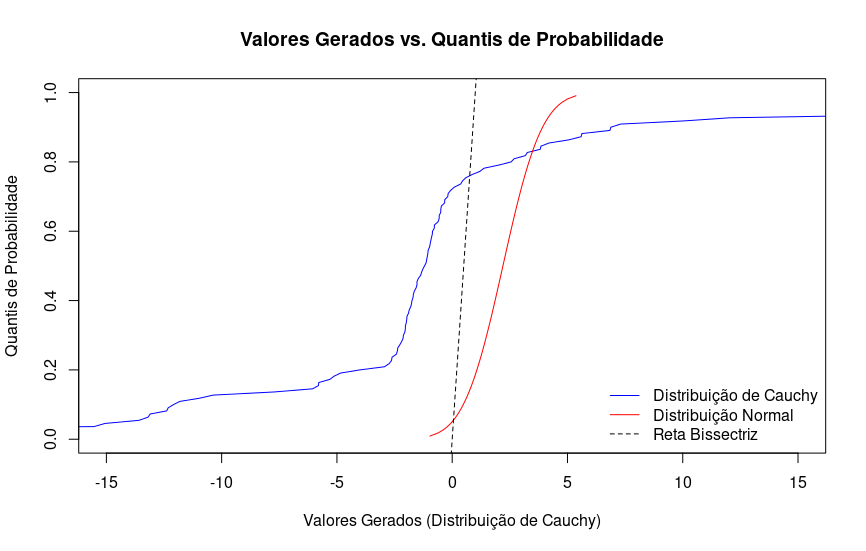 Valores Gerados vs. Quantis de Probabilidade
Quantis de Probabilidade
1.0
0.8
0.6
0.4
0.2
0.0
Distribuição de Cauchy
Distribuição Normal
Reta Bissectriz
-15 -10 -5 0 5 10 15
Valores Gerados (Distribuição de Cauchy)